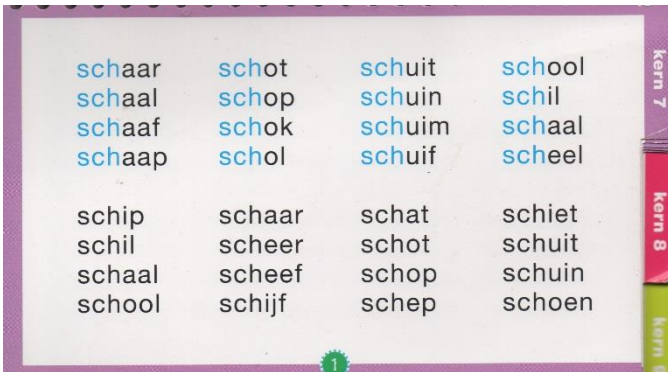 schaar schot schuit school
schaal schop schuin schil
schaaf schok schuim schaal
schaap schol schuif scheel
schip schaar schat schiet
schil scheer schot schuit
schaal scheef schop schuin
school schijf schep schoen
1
kern 7
kern 8
kern